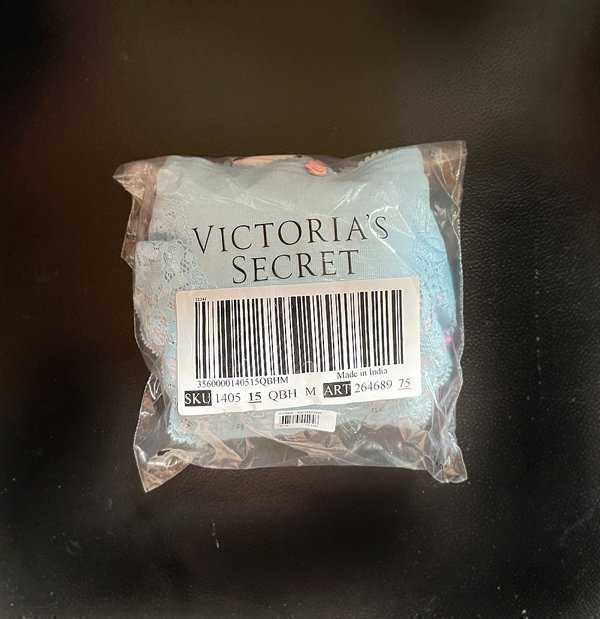 VICTORIA'S
SECRET
3560000140515QBHM
Made in India
SKU 1405 15 QBH M ART 264689 75